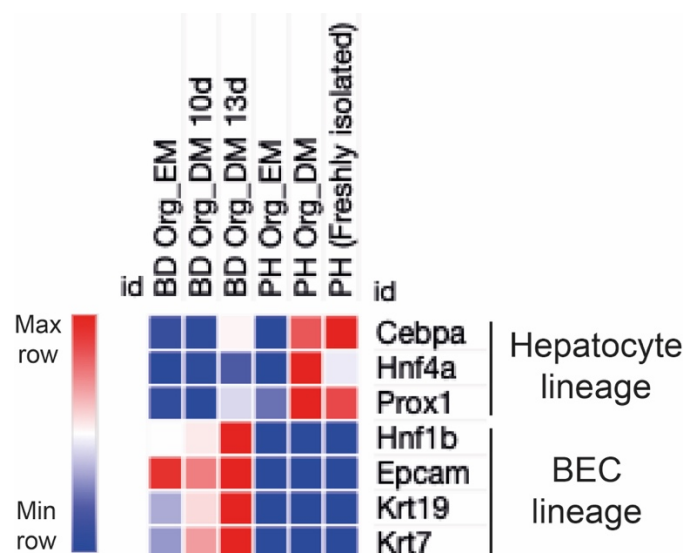 BD Org_EM
BD Org_DM 10d
BD Org_DM 13d
PH Org_EM
PH Org_DM
PH (Freshly isolated)
id
id
Max
row
Min
row
Cebpa
Hnf4a
Prox1
Hnf1b
Epcam
Krt19
Krt7
Hepatocyte
lineage
BEC
lineage